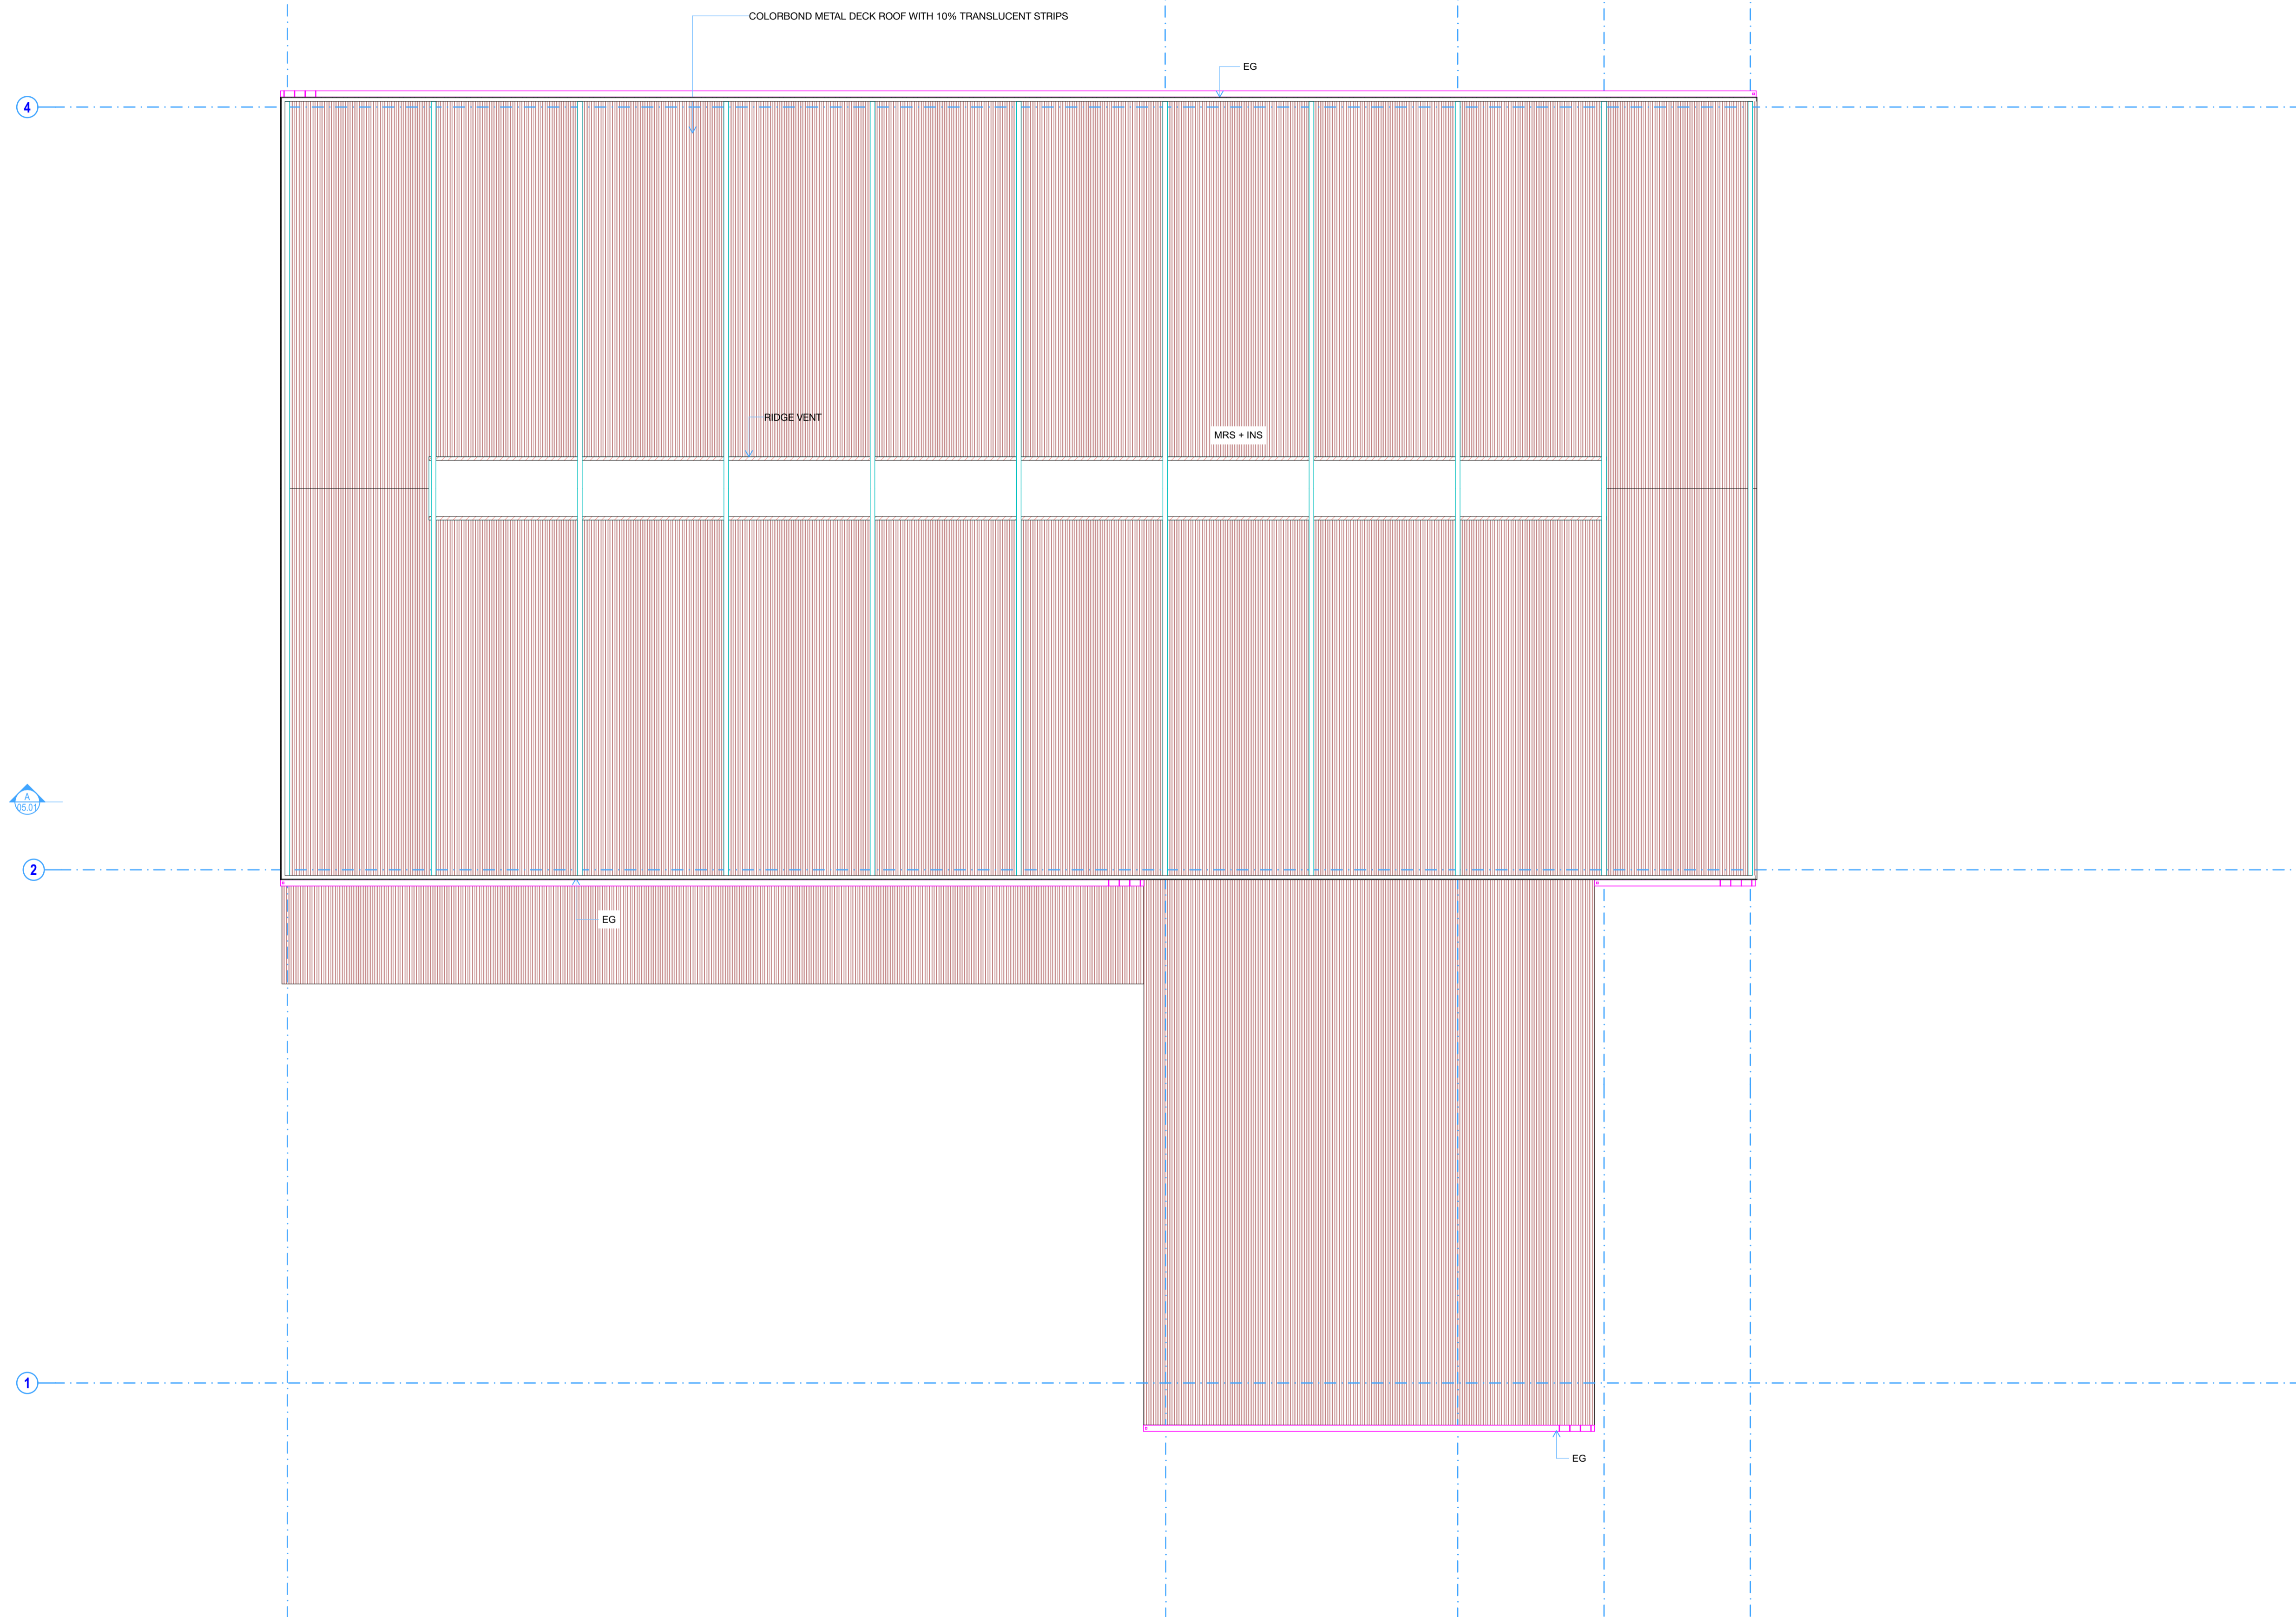 COLORBOND METAL DECK ROOF WITH 10% TRANSLUCENT STRIPS
EG
4
RIDGE VENT
MRS + INS
A
05.01
2
EG
1
EG